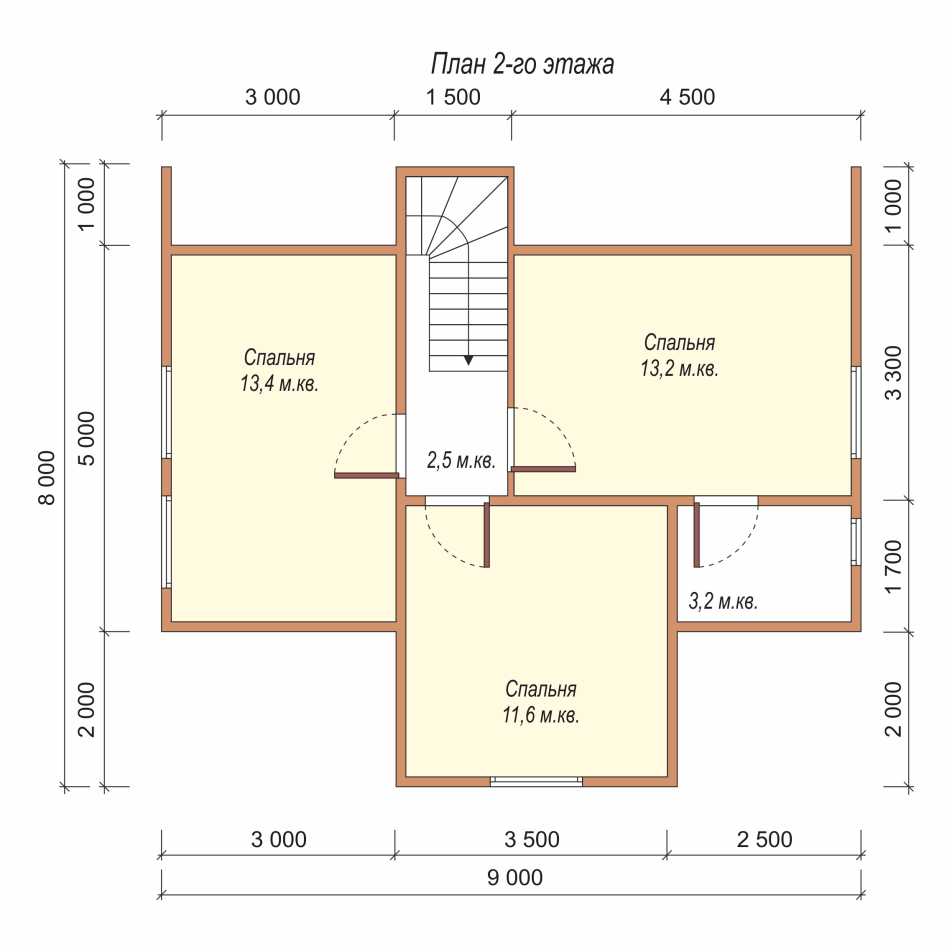 План 2-го этажа
3 000
1 500
4 500
1 000
1 000
Спальня
13,4 м.кв.
Спальня
13,2 м.кв.
3 300
5 000
8 000
2,5 м.кв.
1 700
3,2 м.кв.
2 000
Спальня
11,6 м.кв.
2 000
3 000
3 500
2 500
9 000